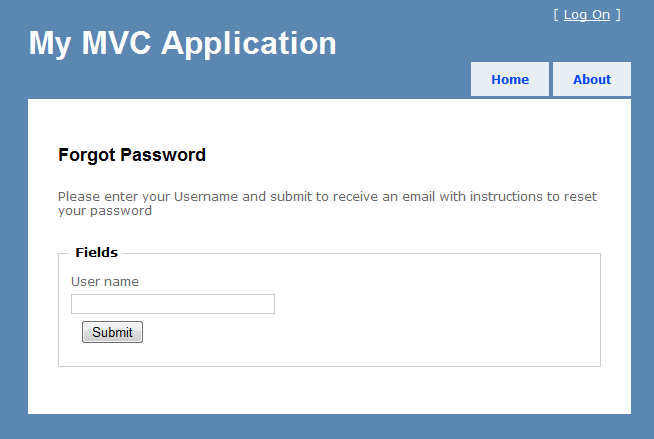 [ Log On ]
My MVC Application
Home
About
Forgot Password
Please enter your Username and submit to receive an email with instructions to reset
your password
Fields
User name
Submit